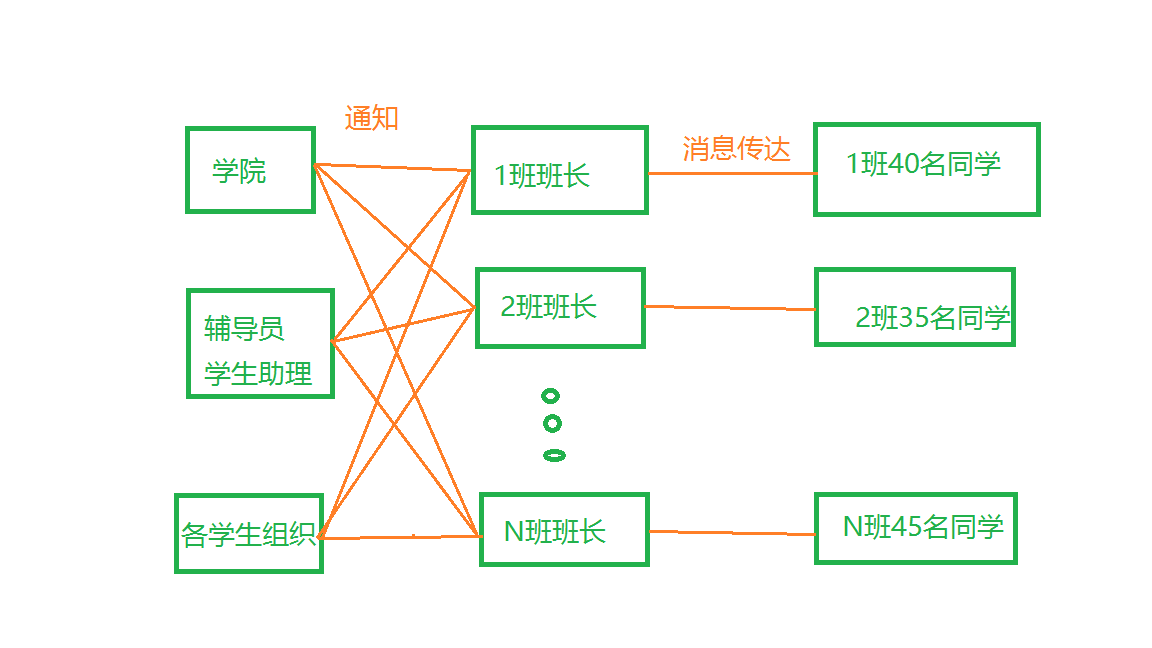 通知
消息传达
学院
1班班长
1班40名同学
辅导员
学生助理
2班班长
2班35名同学
各学生组织
N班班长
N班45名同学